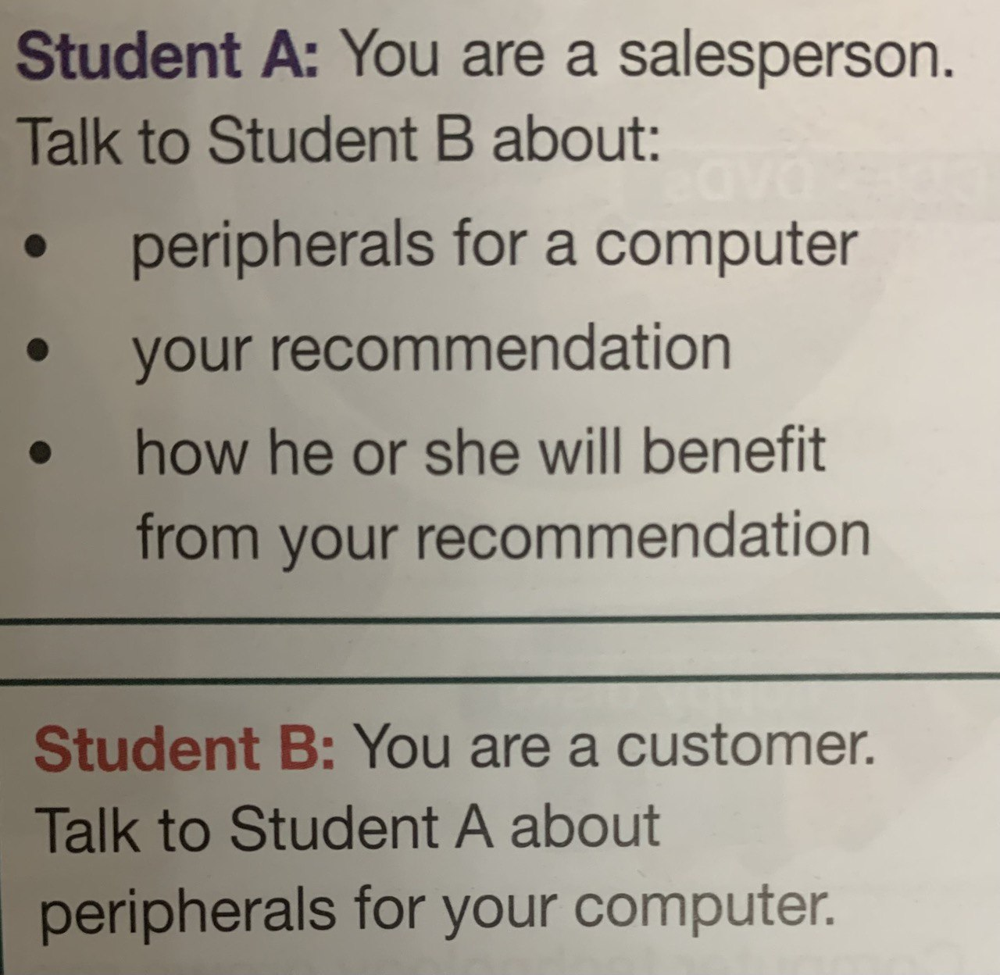 Student A: You are a salesperson.
Talk to Student B about:
• peripherals for a computer
• your recommendation
• how he or she will benefit
from your recommendation
Student B: You are a customer.
Talk to Student A about
peripherals for your computer.